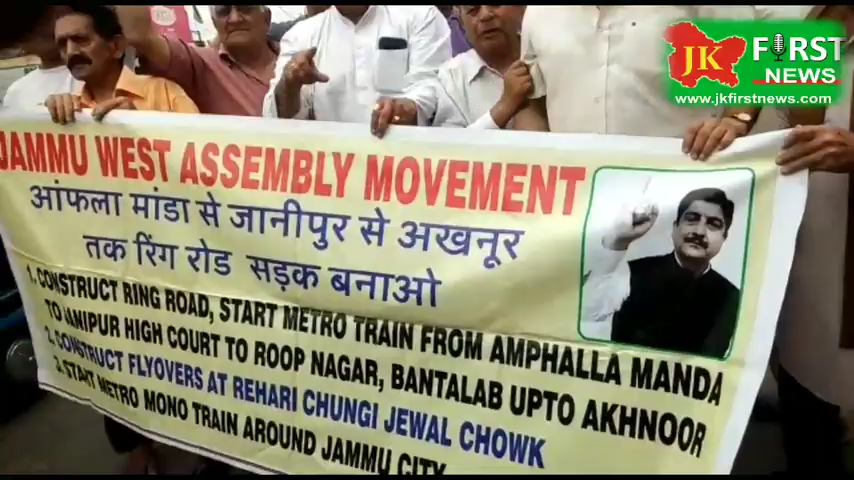 JK FIRST
NEWS
www.jkfirstnews.com
JAMMU WEST ASSEMBLY MOVEMENT
आंफला मांडा से जानीपुर से अखनूर
तक रिंग रोड सड़क बनाओ
1. CONSTRUCT RING ROAD, START METRO TRAIN FROM AMPHALLA MANDA
TO JANIPUR HIGH COURT TO ROOP NAGAR, BANTALAB UPTO AKHNOOR
2. CONSTRUCT FLYOVERS AT REHARI CHUNGI JEWAL CHOWK
3. START METRO MONO TRAIN AROUND JAMMU CITY